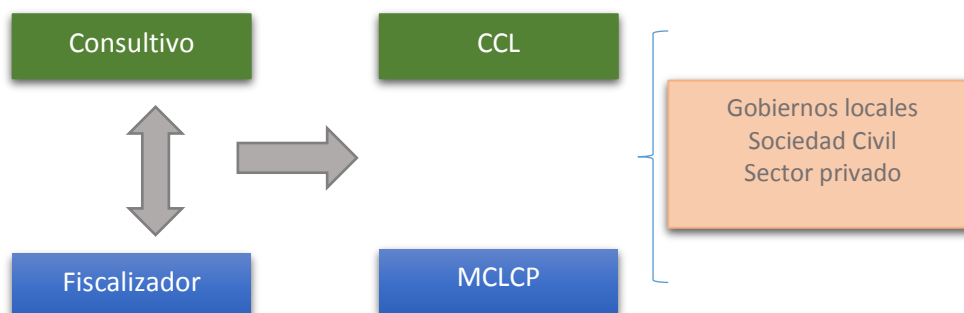 Consultivo
CCL
Gobiernos locales
Sociedad Civil
Sector privado
Fiscalizador
MCLCP